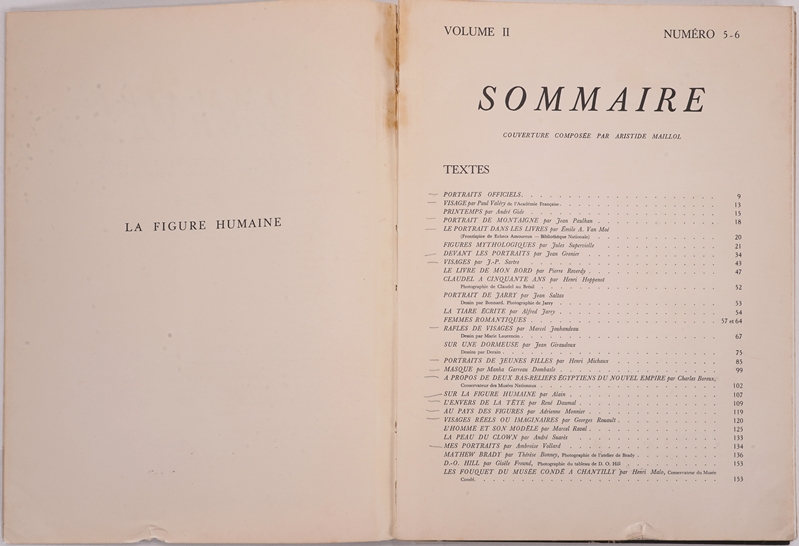 LA FIGURE HUMAINE
VOLUME II NUMÉRO 5-6
SOMMAIRE
COUVERTURE COMPOSÉE PAR ARISTIDE MAILLOL
TEXTES
PORTRAITS OFFICIELS. 9
VISAGE par Paul Valéry de l'Académie Française. 13
PRINTEMPS par André Gide 15
PORTRAIT DE MONTAIGNE par Jean Paulhan 18
LE PORTRAIT DANS LES LIVRES par Émile A. Van Moé
(Frontispice de Echecs Amoureux — Bibliothèque Nationale) 20
FIGURES MYTHOLOGIQUES par Jules Supervielle 21
DEVANT LES PORTRAITS par Jean Grenier 34
VISAGES par J.-P. Sartre 43
LE LIVRE DE MON BORD par Pierre Reverdy 47
CLAUDEL A CINQUANTE ANS par Henri Hoppenot
Photographie de Claudel au Brésil 52
PORTRAIT DE JARRY par Jean Saltas
Dessin par Bonnard. Photographie de Jarry 53
LA TIARE ÉCRITE par Alfred Jarry 54
FEMMES ROMANTIQUES 57 et 64
RAFLES DE VISAGES par Marcel Jouhandeau
Dessin par Marie Laurencin 67
SUR UNE DORMEUSE par Jean Giraudoux
Dessins par Derain 75
PORTRAITS DE JEUNES FILLES par Henri Michaux 85
MASQUE par Manha Garreau Dombasle 99
A PROPOS DE DEUX BAS-RELIEFS ÉGYPTIENS DU NOUVEL EMPIRE par Charles Boreux,
Conservateur des Musées Nationaux 102
SUR LA FIGURE HUMAINE par Alain 107
L'ENVERS DE LA TÊTE par René Daumal 109
AU PAYS DES FIGURES par Adrienne Monnier 119
VISAGES RÉELS OU IMAGINAIRES par Georges Rouault 120
L'HOMME ET SON MODÈLE par Marcel Raval 125
LA PEAU DU CLOWN par André Suarès 133
MES PORTRAITS par Ambroise Vollard 134
MATHEW BRADY par Thérèse Bonney, Photographie de l'atelier de Brady 136
D.-O. HILL par Gisèle Freund, Photographie du tableau de D. O. Hill 153
LES FOUQUET DU MUSÉE CONDÉ A CHANTILLY par Henri Malo, Conservateur du Musée
Condé. 153